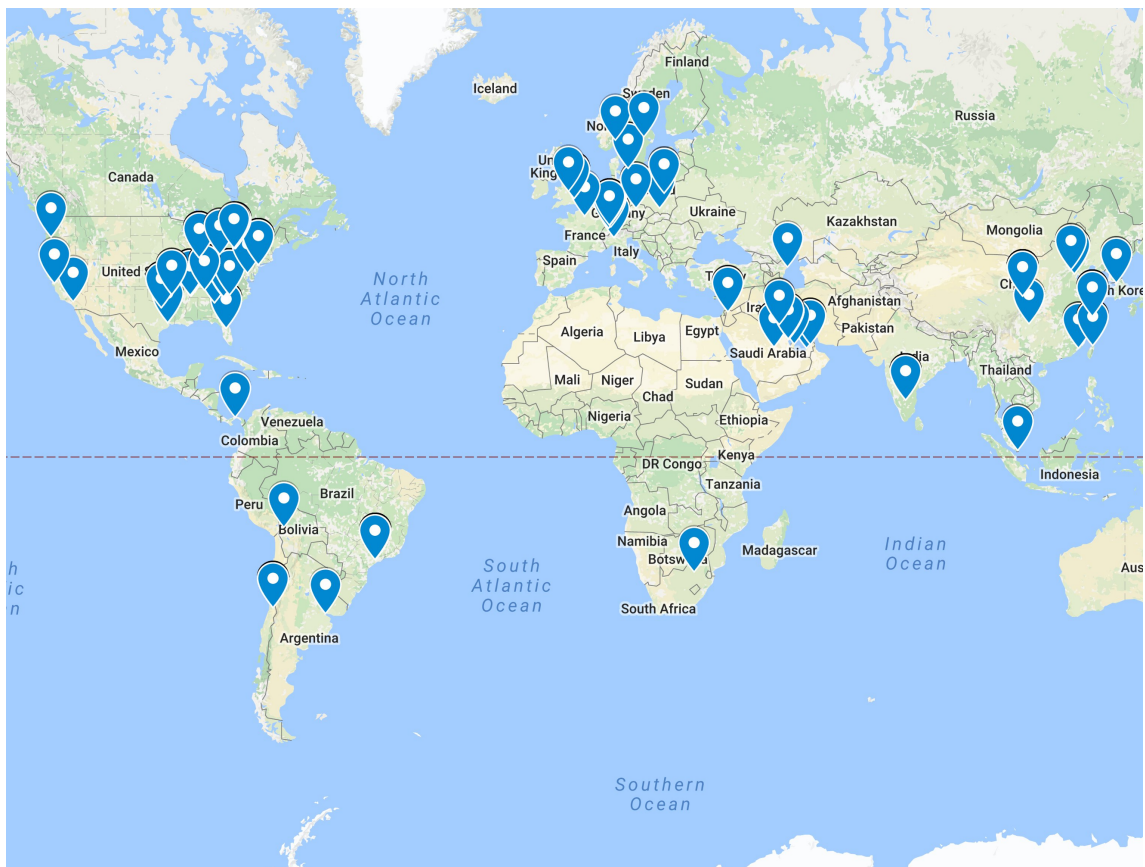 Finland
Iceland
Sweden
Russia
Canada
Ukraine
Kazakhstan
Mongolia
France
Italy
Spain
North
Atlantic
Ocean
Afghanistan
Algeria
Libya
Egypt
Pakistan
Mexico
Saudi Arabia
India
Thailand
Mali
Niger
Sudan
Chad
Nigeria
Ethiopia
Venezuela
Colombia
DR Congo
Kenya
Indonesia
Tanzania
Peru
Brazil
Angola
Bolivia
Namibia
Madagascar
Indian
Ocean
South
Atlantic
Ocean
South Africa
Argentina
Southern
Ocean